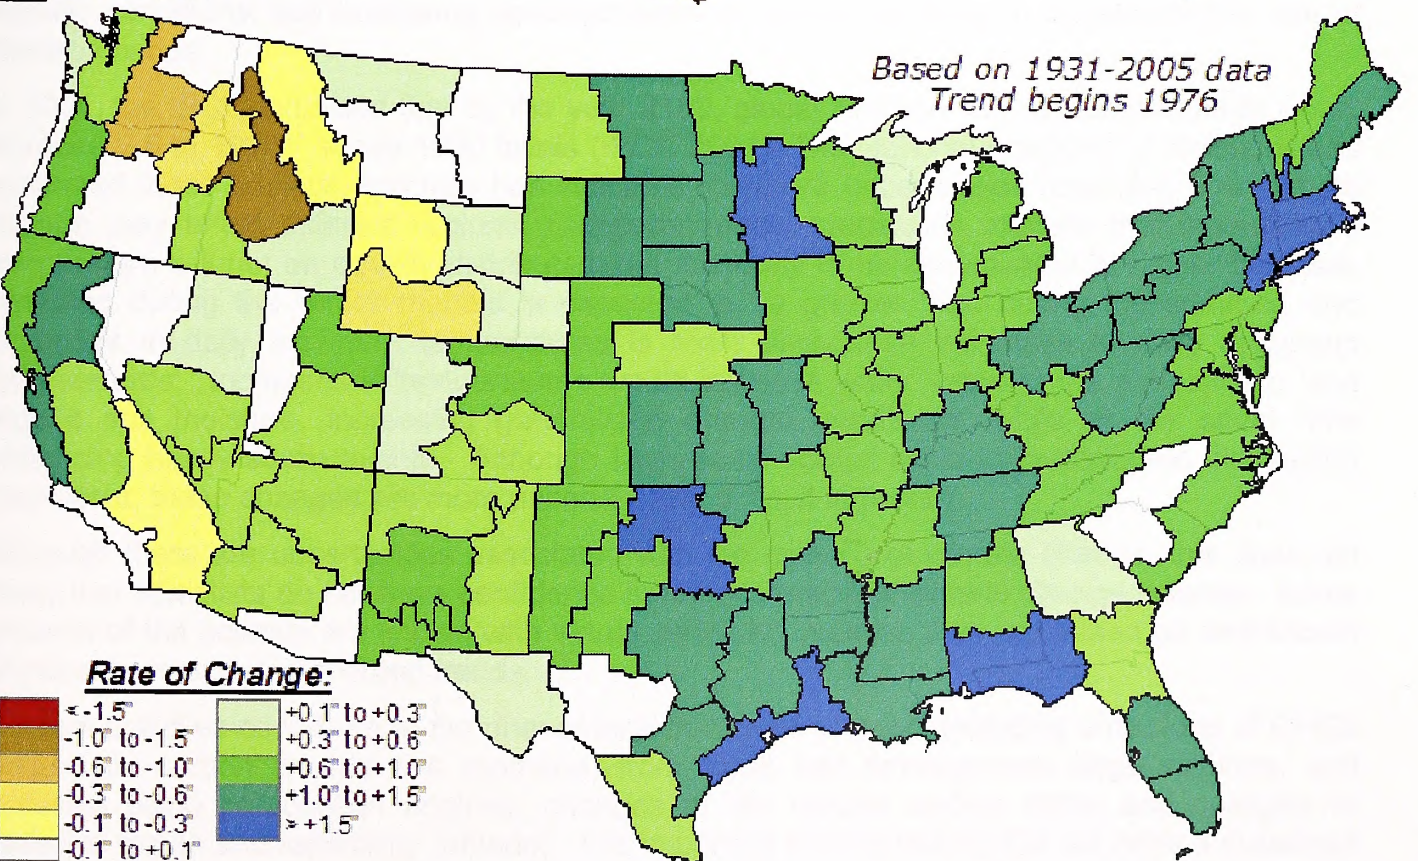 Based on 1931-2005 data
Trend begins 1976
Rate of Change:
< -1.5"
-1.0" to -1.5"
-0.6" to -1.0"
-0.3" to -0.6"
-0.1" to -0.3"
-0.1" to +0.1"
+0.1" to +0.3"
+0.3" to +0.6"
+0.6" to +1.0"
+1.0" to +1.5"
> +1.5"